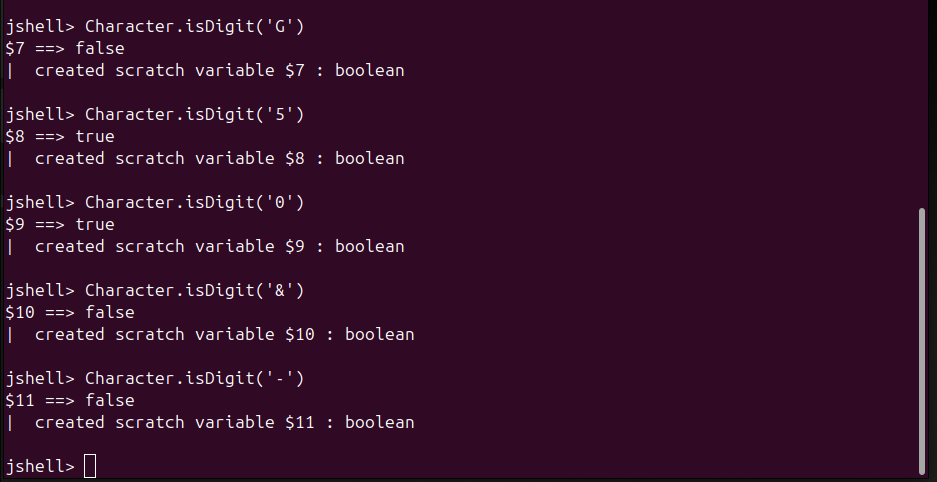 jshell> Character.isDigit('G')
$7 ==> false
|  created scratch variable $7 : boolean
jshell> Character.isDigit('5')
$8 ==> true
|  created scratch variable $8 : boolean
jshell> Character.isDigit('0')
$9 ==> true
|  created scratch variable $9 : boolean
jshell> Character.isDigit('&')
$10 ==> false
|  created scratch variable $10 : boolean
jshell> Character.isDigit('-')
$11 ==> false
|  created scratch variable $11 : boolean
jshell>